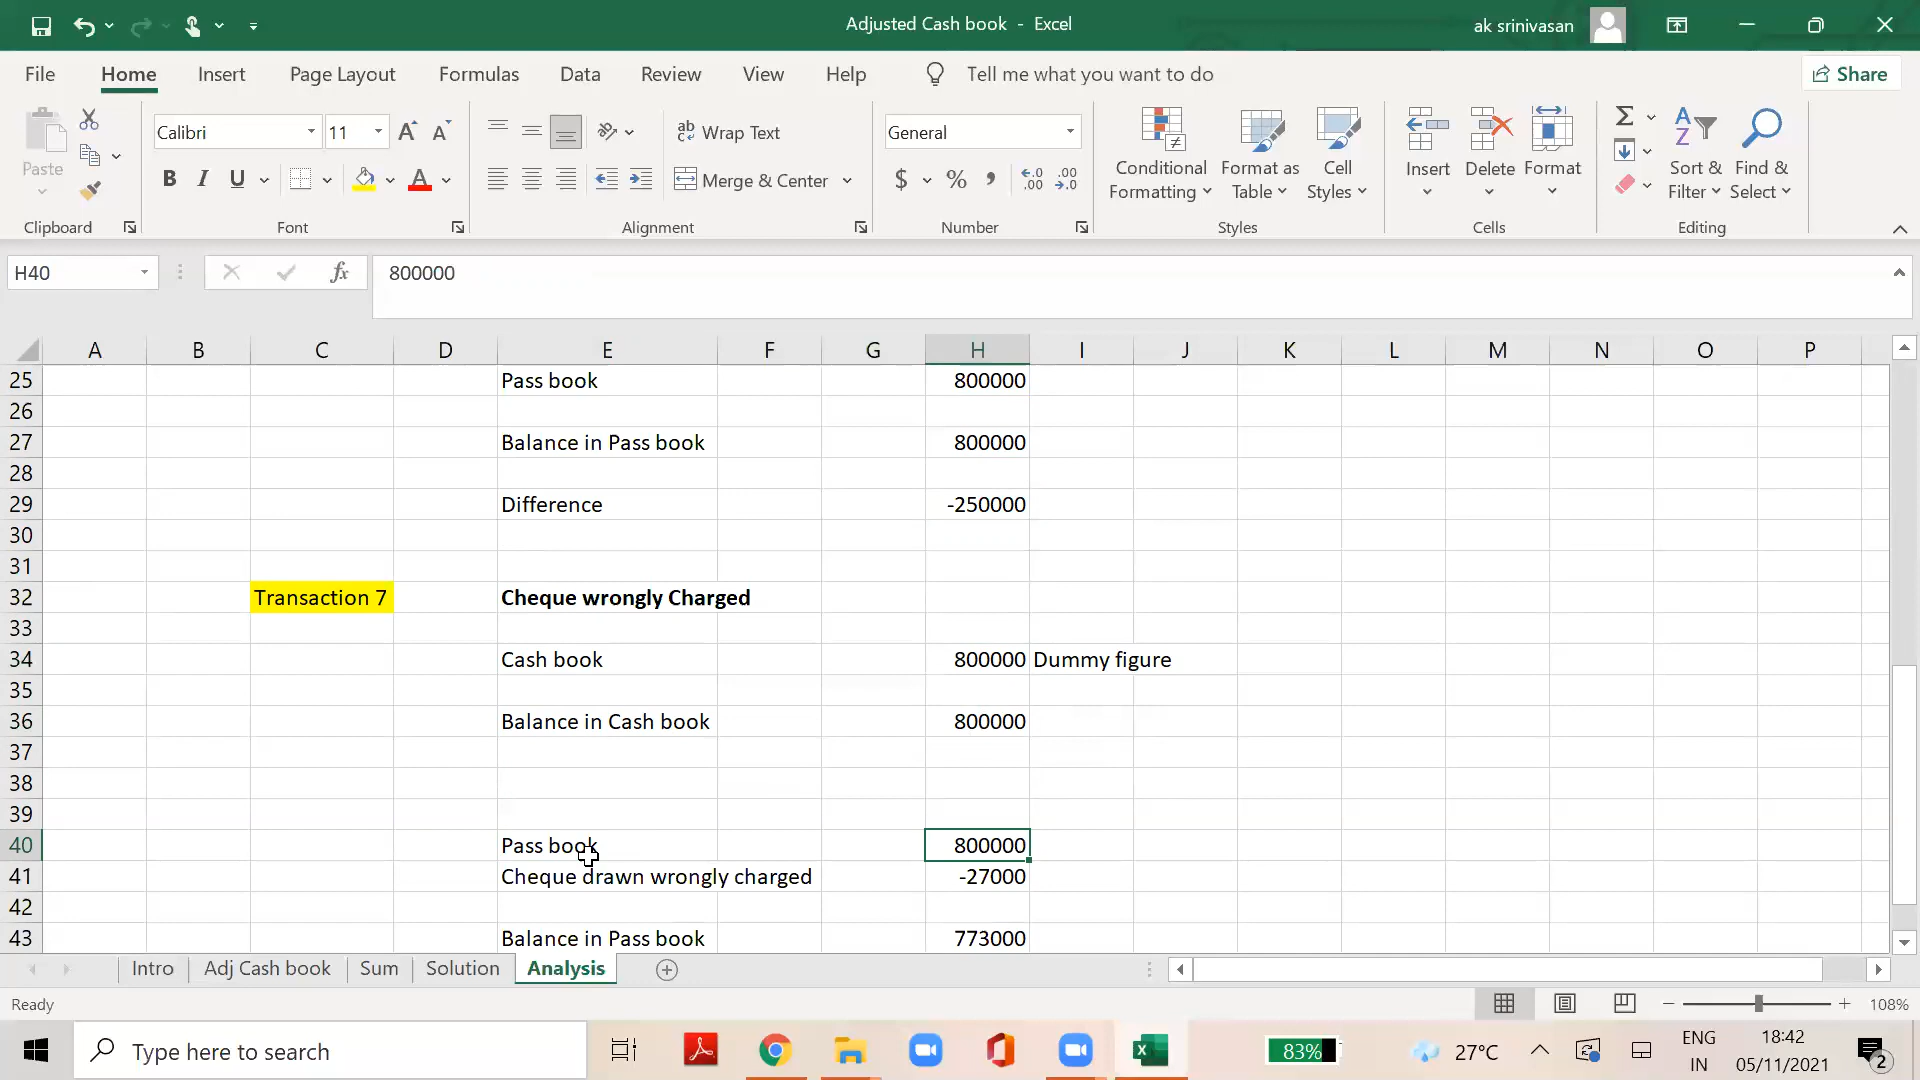 Adjusted Cash book - Excel
ak srinivasan
File Home Insert Page Layout Formulas Data Review View Help Tell me what you want to do Share
Paste
Calibri 11
B I U
ab Wrap Text
Merge & Center
General
$ % ,
Conditional Formatting
Format as Table
Cell Styles
Insert Delete Format
Sort & Filter
Find & Select
Clipboard Font Alignment Number Styles Cells Editing
H40 fx 800000
A B C D E F G H I J K L M N O P
25 Pass book 800000
26
27 Balance in Pass book 800000
28
29 Difference -250000
30
31
32 Transaction 7 Cheque wrongly Charged
33
34 Cash book 800000 Dummy figure
35
36 Balance in Cash book 800000
37
38
39
40 Pass book 800000
41 Cheque drawn wrongly charged -27000
42
43 Balance in Pass book 773000
Intro Adj Cash book Sum Solution Analysis
Ready 108%
Type here to search
83%
27°C
ENG
IN
18:42
05/11/2021
2